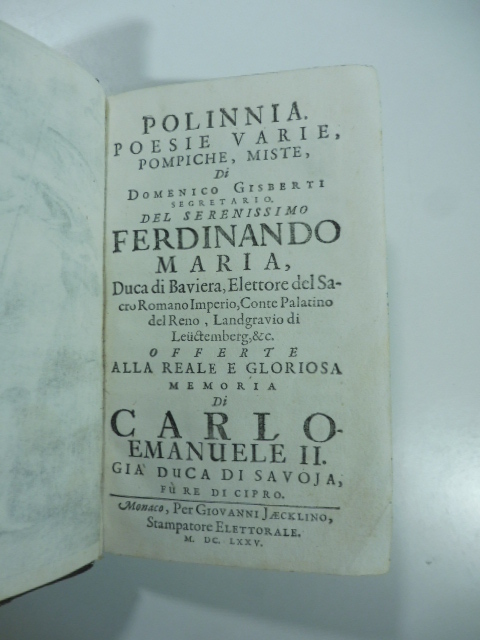 POLINNIA.
POESIE VARIE,
POMPICHE, MISTE,
Di
DOMENICO GISBERTI
SEGRETARIO.
DEL SERENISSIMO
FERDINANDO
MARIA,
Duca di Baviera, Elettore del Sa-
cro Romano Imperio, Conte Palatino
del Reno, Landgravio di
Leüctemberg, &c.
OFFERTE
ALLA REALE E GLORIOSA
MEMORIA
Di
CARLO-
EMANUELE II.
GIA' DUCA DI SAVOJA,
FÙ RE DI CIPRO.
Monaco, Per GIOVANNI JÆCKLINO,
Stampatore ELETTORALE.
M. DC. LXXV.